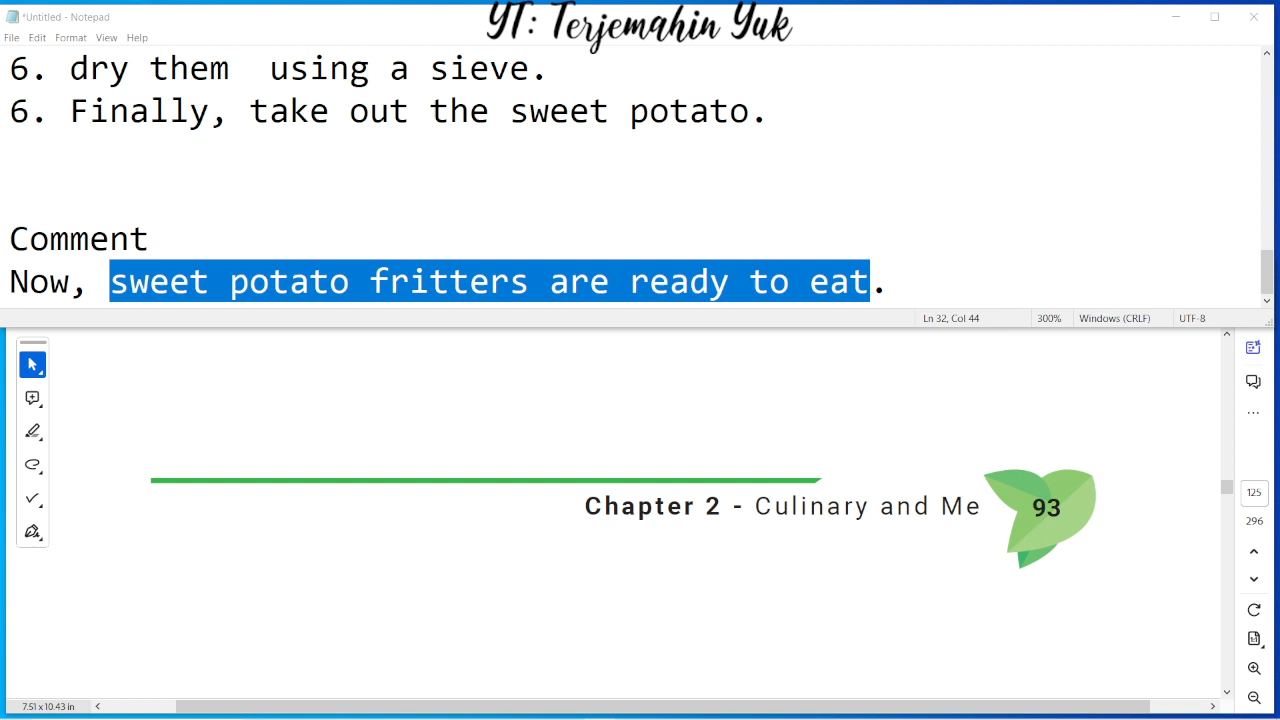 *Untitled - Notepad
YT: Terjemahin Yuk
File Edit Format View Help
6. dry them  using a sieve.
6. Finally, take out the sweet potato.
Comment
Now, sweet potato fritters are ready to eat.
Ln 32, Col 44 300% Windows (CRLF) UTF-8
Chapter 2 - Culinary and Me 93
125
296
7.51 x 10.43 in